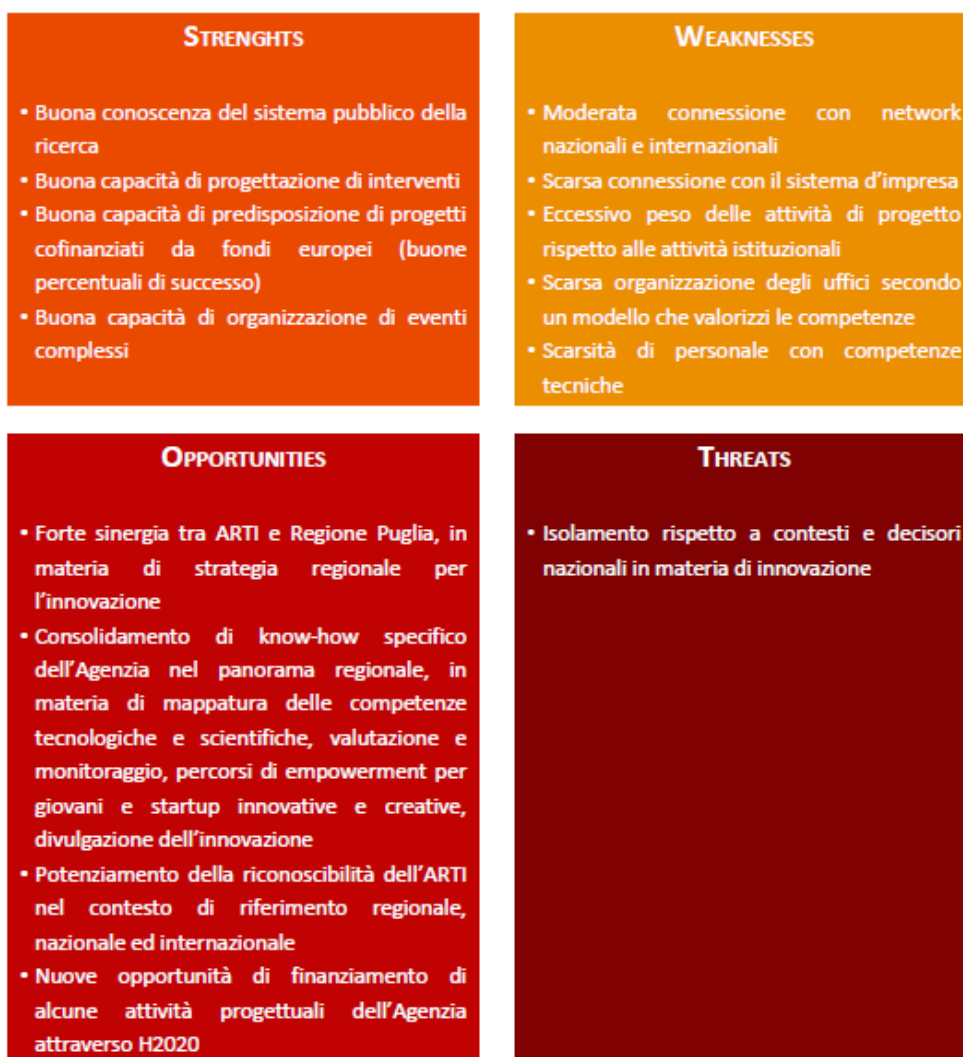 STRENGHTS
• Buona conoscenza del sistema pubblico della
ricerca
• Buona capacità di progettazione di interventi
• Buona capacità di predisposizione di progetti
cofinanziati da fondi europei (buone
percentuali di successo)
• Buona capacità di organizzazione di eventi
complessi
WEAKNESSES
• Moderata connessione con network
nazionali e internazionali
• Scarsa connessione con il sistema d'impresa
• Eccessivo peso delle attività di progetto
rispetto alle attività istituzionali
• Scarsa organizzazione degli uffici secondo
un modello che valorizzi le competenze
• Scarsità di personale con competenze
tecniche
OPPORTUNITIES
• Forte sinergia tra ARTI e Regione Puglia, in
materia di strategia regionale per
l'innovazione
• Consolidamento di know-how specifico
dell'Agenzia nel panorama regionale, in
materia di mappatura delle competenze
tecnologiche e scientifiche, valutazione e
monitoraggio, percorsi di empowerment per
giovani e startup innovative e creative,
divulgazione dell'innovazione
• Potenziamento della riconoscibilità dell'ARTI
nel contesto di riferimento regionale,
nazionale ed internazionale
• Nuove opportunità di finanziamento di
alcune attività progettuali dell'Agenzia
attraverso H2020
THREATS
• Isolamento rispetto a contesti e decisori
nazionali in materia di innovazione